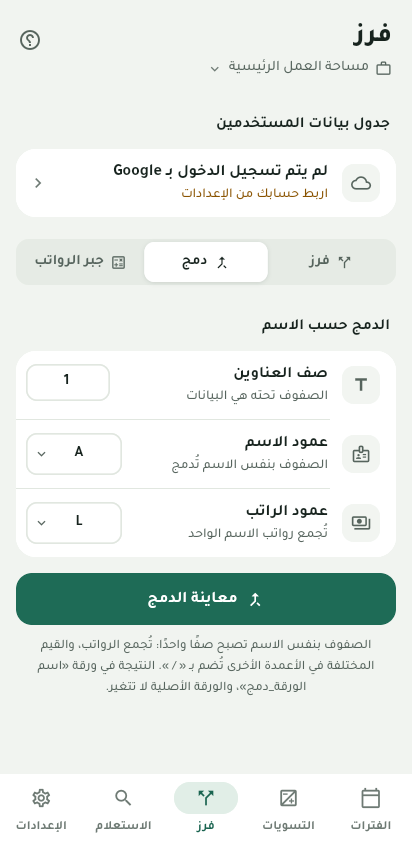 فرز
مساحة العمل الرئيسية
جدول بيانات المستخدمين
لم يتم تسجيل الدخول بـ Google
اربط حسابك من الإعدادات
فرز
دمج
جبر الرواتب
الدمج حسب الاسم
صف العناوين
الصفوف تحته هي البيانات
1
عمود الاسم
الصفوف بنفس الاسم تُدمج
A
عمود الراتب
تُجمع رواتب الاسم الواحد
L
معاينة الدمج
الصفوف بنفس الاسم تصبح صفًا واحدًا: تُجمع الرواتب، والقيم
المختلفة في الأعمدة الأخرى تُضم بـ « / ». النتيجة في ورقة «اسم
الورقة_دمج»، والورقة الأصلية لا تتغير.
الفترات
التسويات
فرز
الاستعلام
الإعدادات